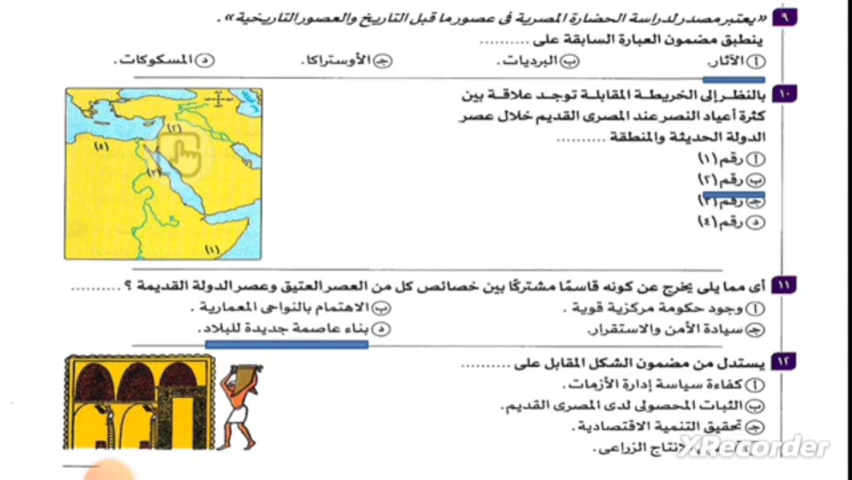 ٩ «يعتبر مصدر لدراسة الحضارة المصرية فى عصور ما قبل التاريخ والعصور التاريخية» .
ينطبق مضمون العبارة السابقة على ..........
أ الآثار. ب البرديات. ج الأوستراكا. د المسكوكات.
١٠ بالنظر إلى الخريطة المقابلة توجد علاقة بين
كثرة أعياد النصر عند المصرى القديم خلال عصر
الدولة الحديثة والمنطقة ..........
أ رقم (١)
ب رقم (٢)
ج رقم (٣)
د رقم (٤)
(٢)
(٤)
(٣)
(١)
١١ أى مما يلى يخرج عن كونه قاسمًا مشتركًا بين خصائص كل من العصر العتيق وعصر الدولة القديمة ؟ ..........
أ وجود حكومة مركزية قوية . ب الاهتمام بالنواحى المعمارية .
ج سيادة الأمن والاستقرار. د بناء عاصمة جديدة للبلاد.
١٢ يستدل من مضمون الشكل المقابل على ..........
أ كفاءة سياسة إدارة الأزمات.
ب الثبات المحصولى لدى المصرى القديم.
ج تحقيق التنمية الاقتصادية.
الإنتاج الزراعى.
XRecorder